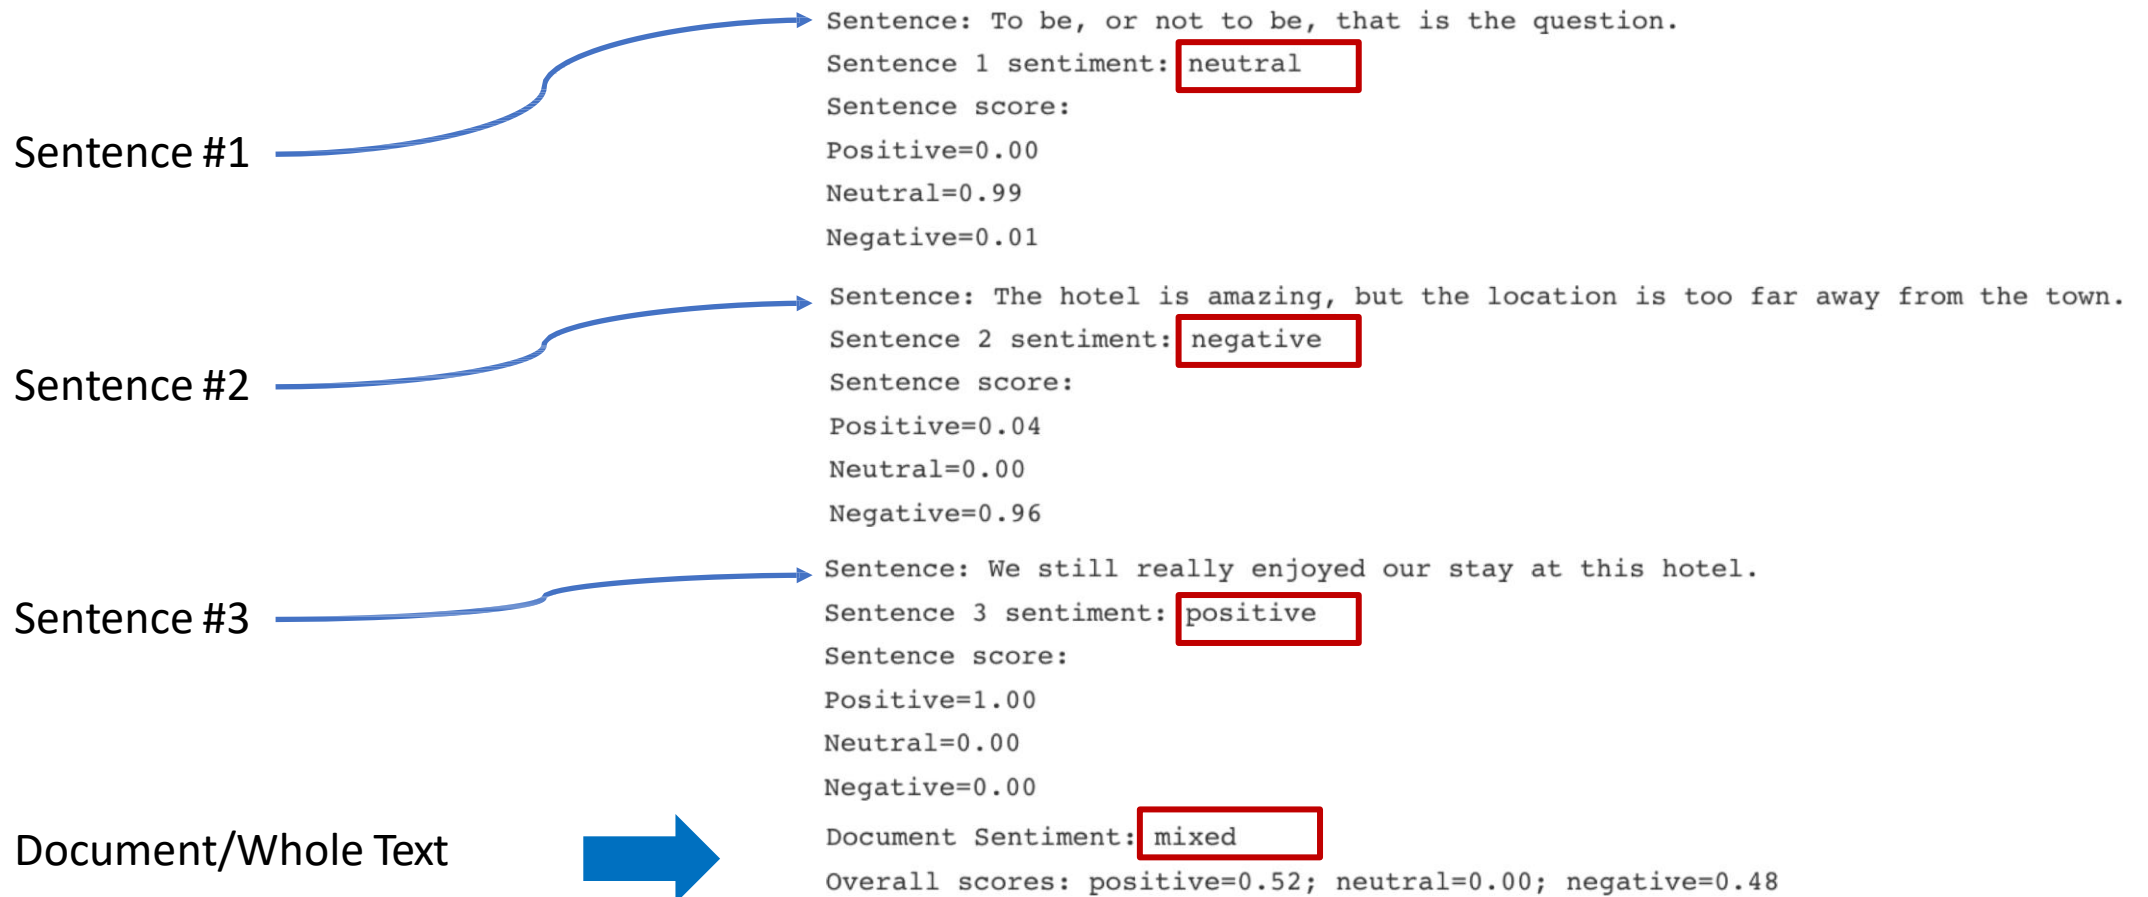 Sentence: To be, or not to be, that is the question.
Sentence 1 sentiment: neutral
Sentence score:
Sentence #1
Positive=0.00
Neutral=0.99
Negative=0.01
Sentence: The hotel is amazing, but the location is too far away from the town.
Sentence 2 sentiment: negative
Sentence #2
Sentence score:
Positive=0.04
Neutral=0.00
Negative=0.96
Sentence: We still really enjoyed our stay at this hotel.
Sentence #3
Sentence 3 sentiment: positive
Sentence score:
Positive=1.00
Neutral=0.00
Negative=0.00
Document/Whole Text
Document Sentiment: mixed
Overall scores: positive=0.52; neutral=0.00; negative=0.48